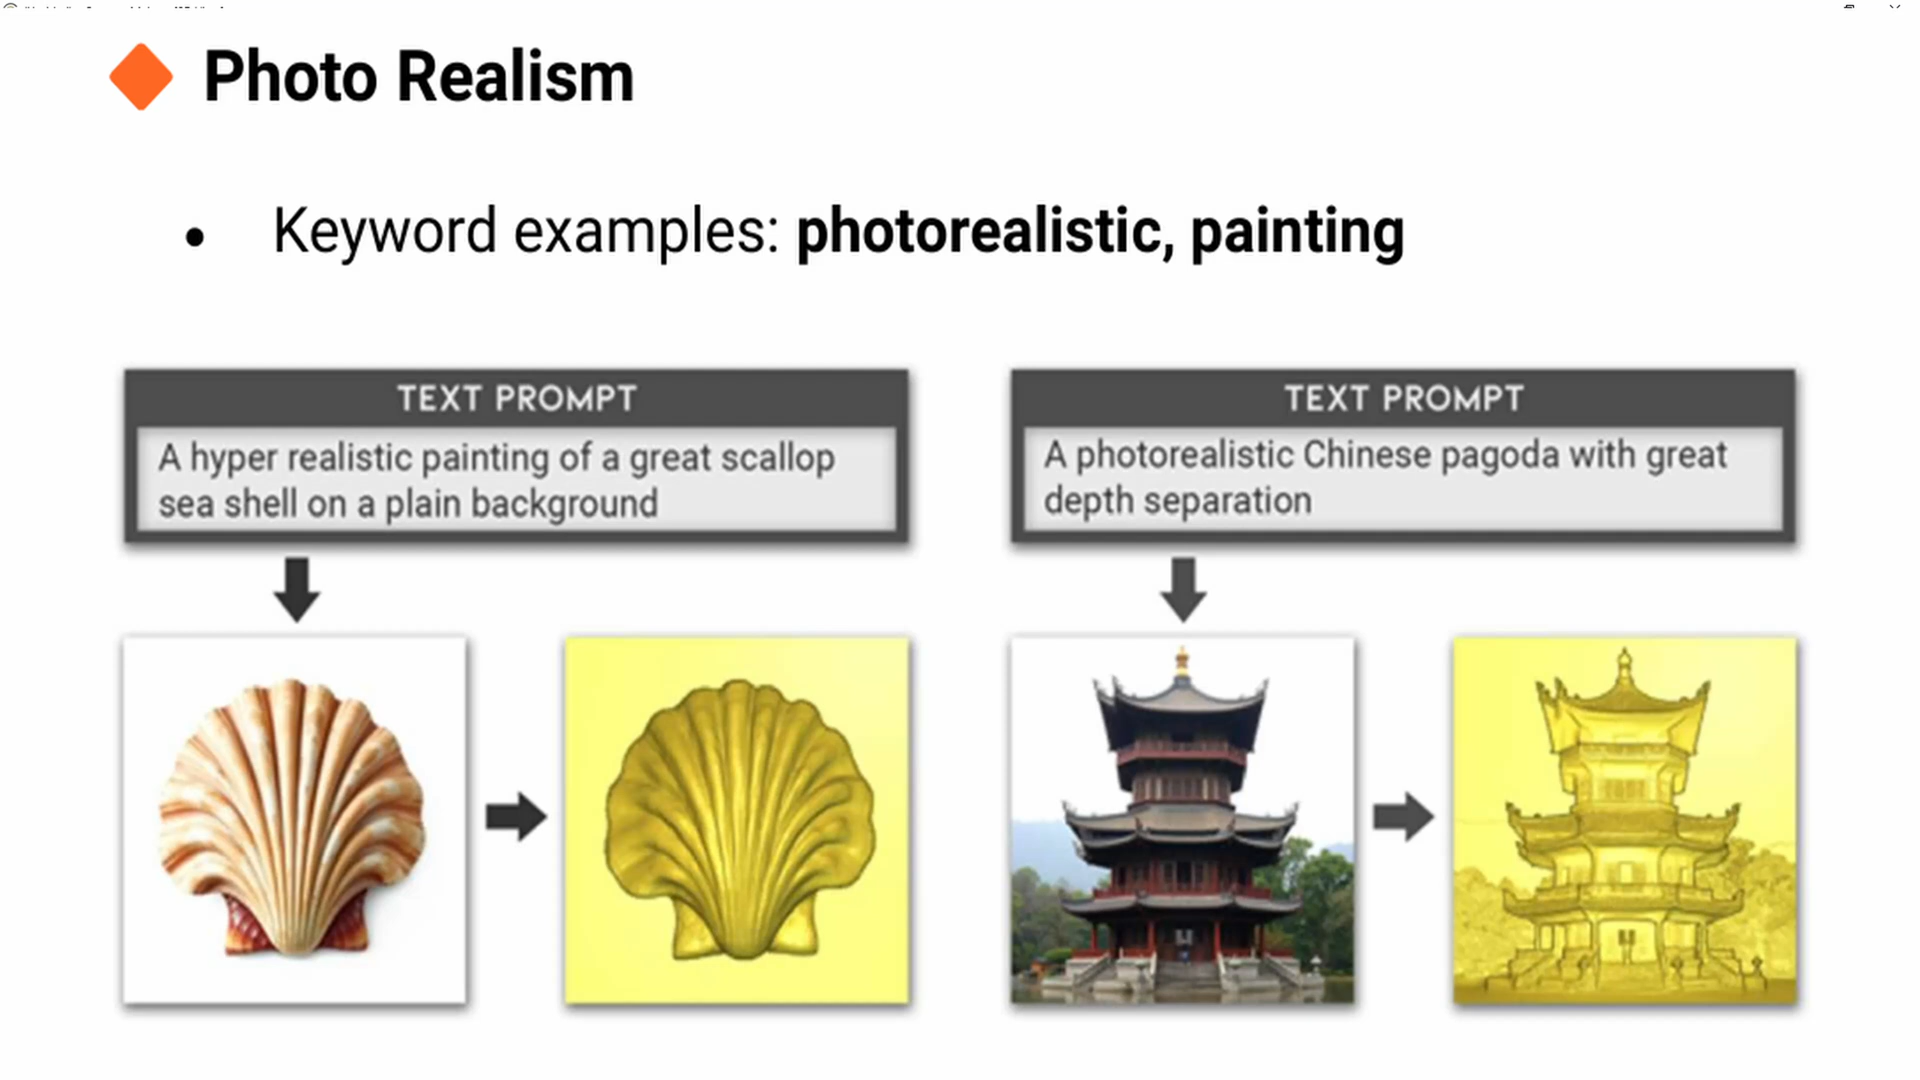 Photo Realism
• Keyword examples: photorealistic, painting
TEXT PROMPT
A hyper realistic painting of a great scallop
sea shell on a plain background
TEXT PROMPT
A photorealistic Chinese pagoda with great
depth separation